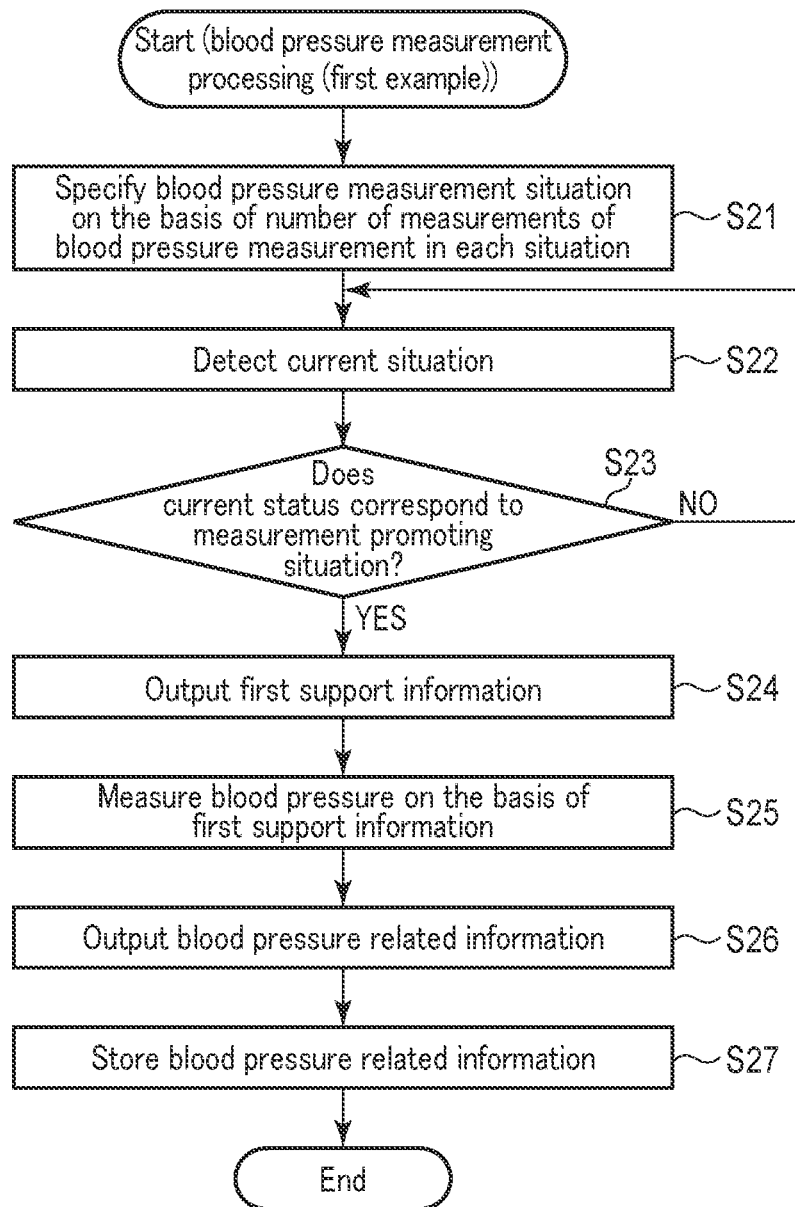 Start (blood pressure measurement
processing (first example))
Specify blood pressure measurement situation
on the basis of number of measurements of
blood pressure measurement in each situation
S21
Detect current situation
S22
Does
current status correspond to
measurement promoting
situation?
S23
NO
YES
Output first support information
S24
Measure blood pressure on the basis of
first support information
S25
Output blood pressure related information
S26
Store blood pressure related information
S27
End